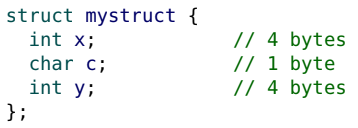 struct mystruct {
  int x;            // 4 bytes
  char c;           // 1 byte
  int y;            // 4 bytes
};